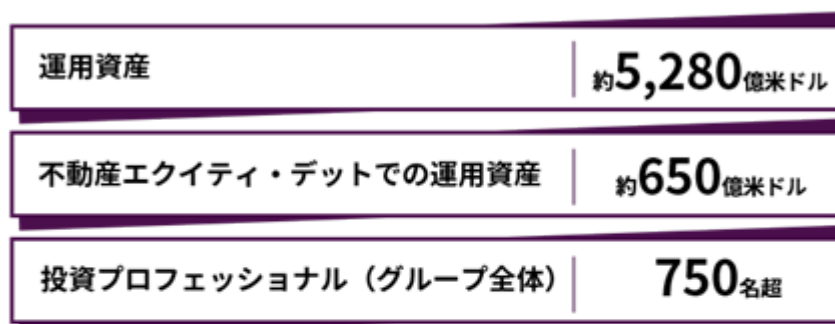 運用資産 約5,280億米ドル
不動産エクイティ・デットでの運用資産 約650億米ドル
投資プロフェッショナル（グループ全体） 750名超